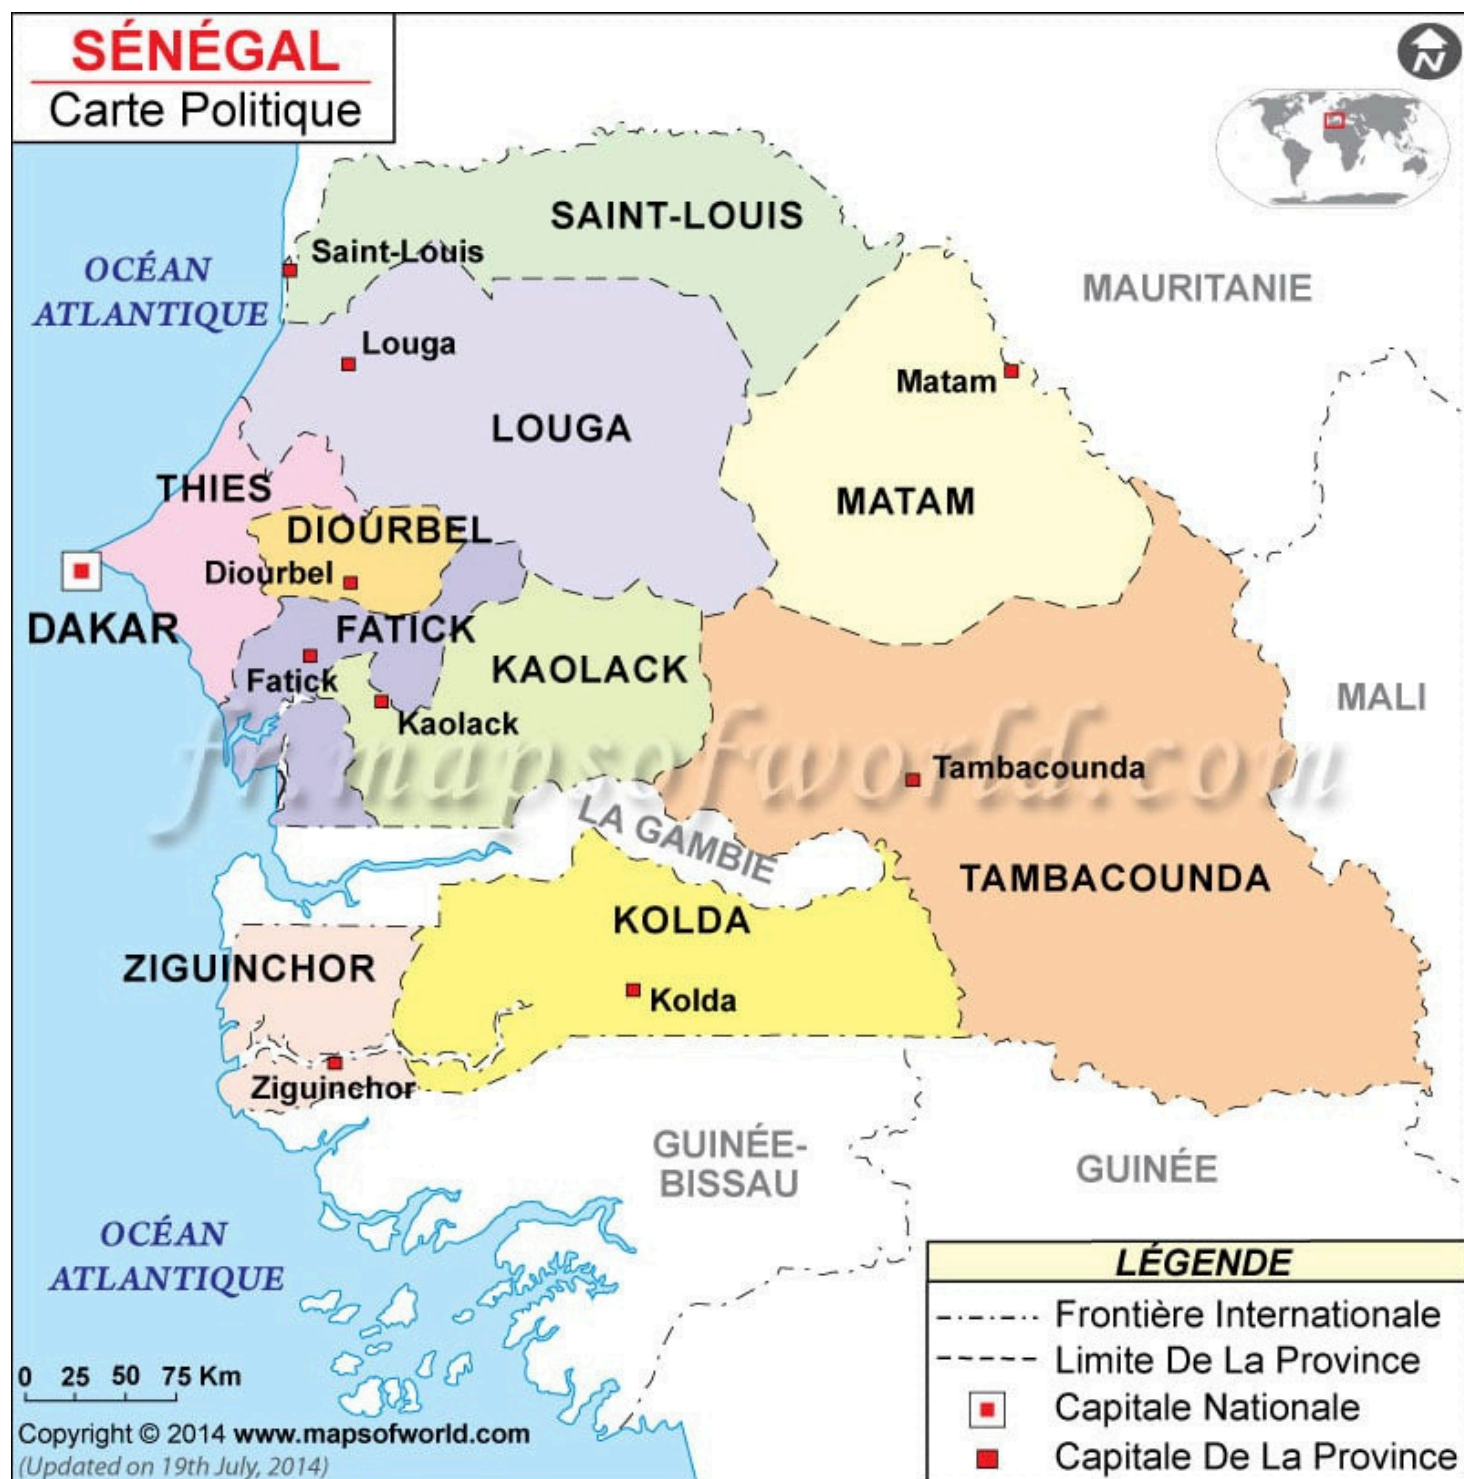 SÉNÉGAL
Carte Politique
N
SAINT-LOUIS
Saint-Louis
OCÉAN
ATLANTIQUE
MAURITANIE
Louga
Matam
LOUGA
THIES
MATAM
DIOURBEL
Diourbel
DAKAR
FATICK
KAOLACK
Fatick
MALI
Kaolack
fr.mapsofworld.com
Tambacounda
LA GAMBIE
TAMBACOUNDA
KOLDA
ZIGUINCHOR
Kolda
Ziguinchor
GUINÉE-
BISSAU
GUINÉE
OCÉAN
ATLANTIQUE
LÉGENDE
Frontière Internationale
Limite De La Province
Capitale Nationale
Capitale De La Province
0 25 50 75 Km
Copyright © 2014 www.mapsofworld.com
(Updated on 19th July, 2014)